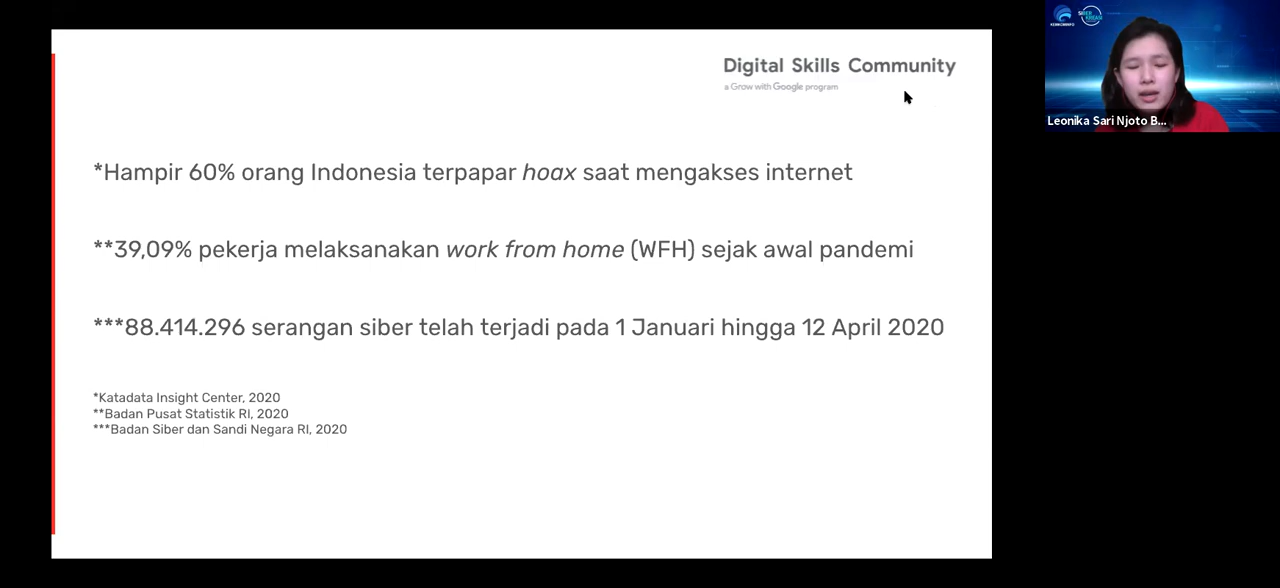 Digital Skills Community
a Grow with Google program
*Hampir 60% orang Indonesia terpapar hoax saat mengakses internet
**39,09% pekerja melaksanakan work from home (WFH) sejak awal pandemi
***88.414.296 serangan siber telah terjadi pada 1 Januari hingga 12 April 2020
*Katadata Insight Center, 2020
**Badan Pusat Statistik RI, 2020
***Badan Siber dan Sandi Negara RI, 2020
KEMKOMINFO
SIBER KREASI
Leonika Sari Njoto B...